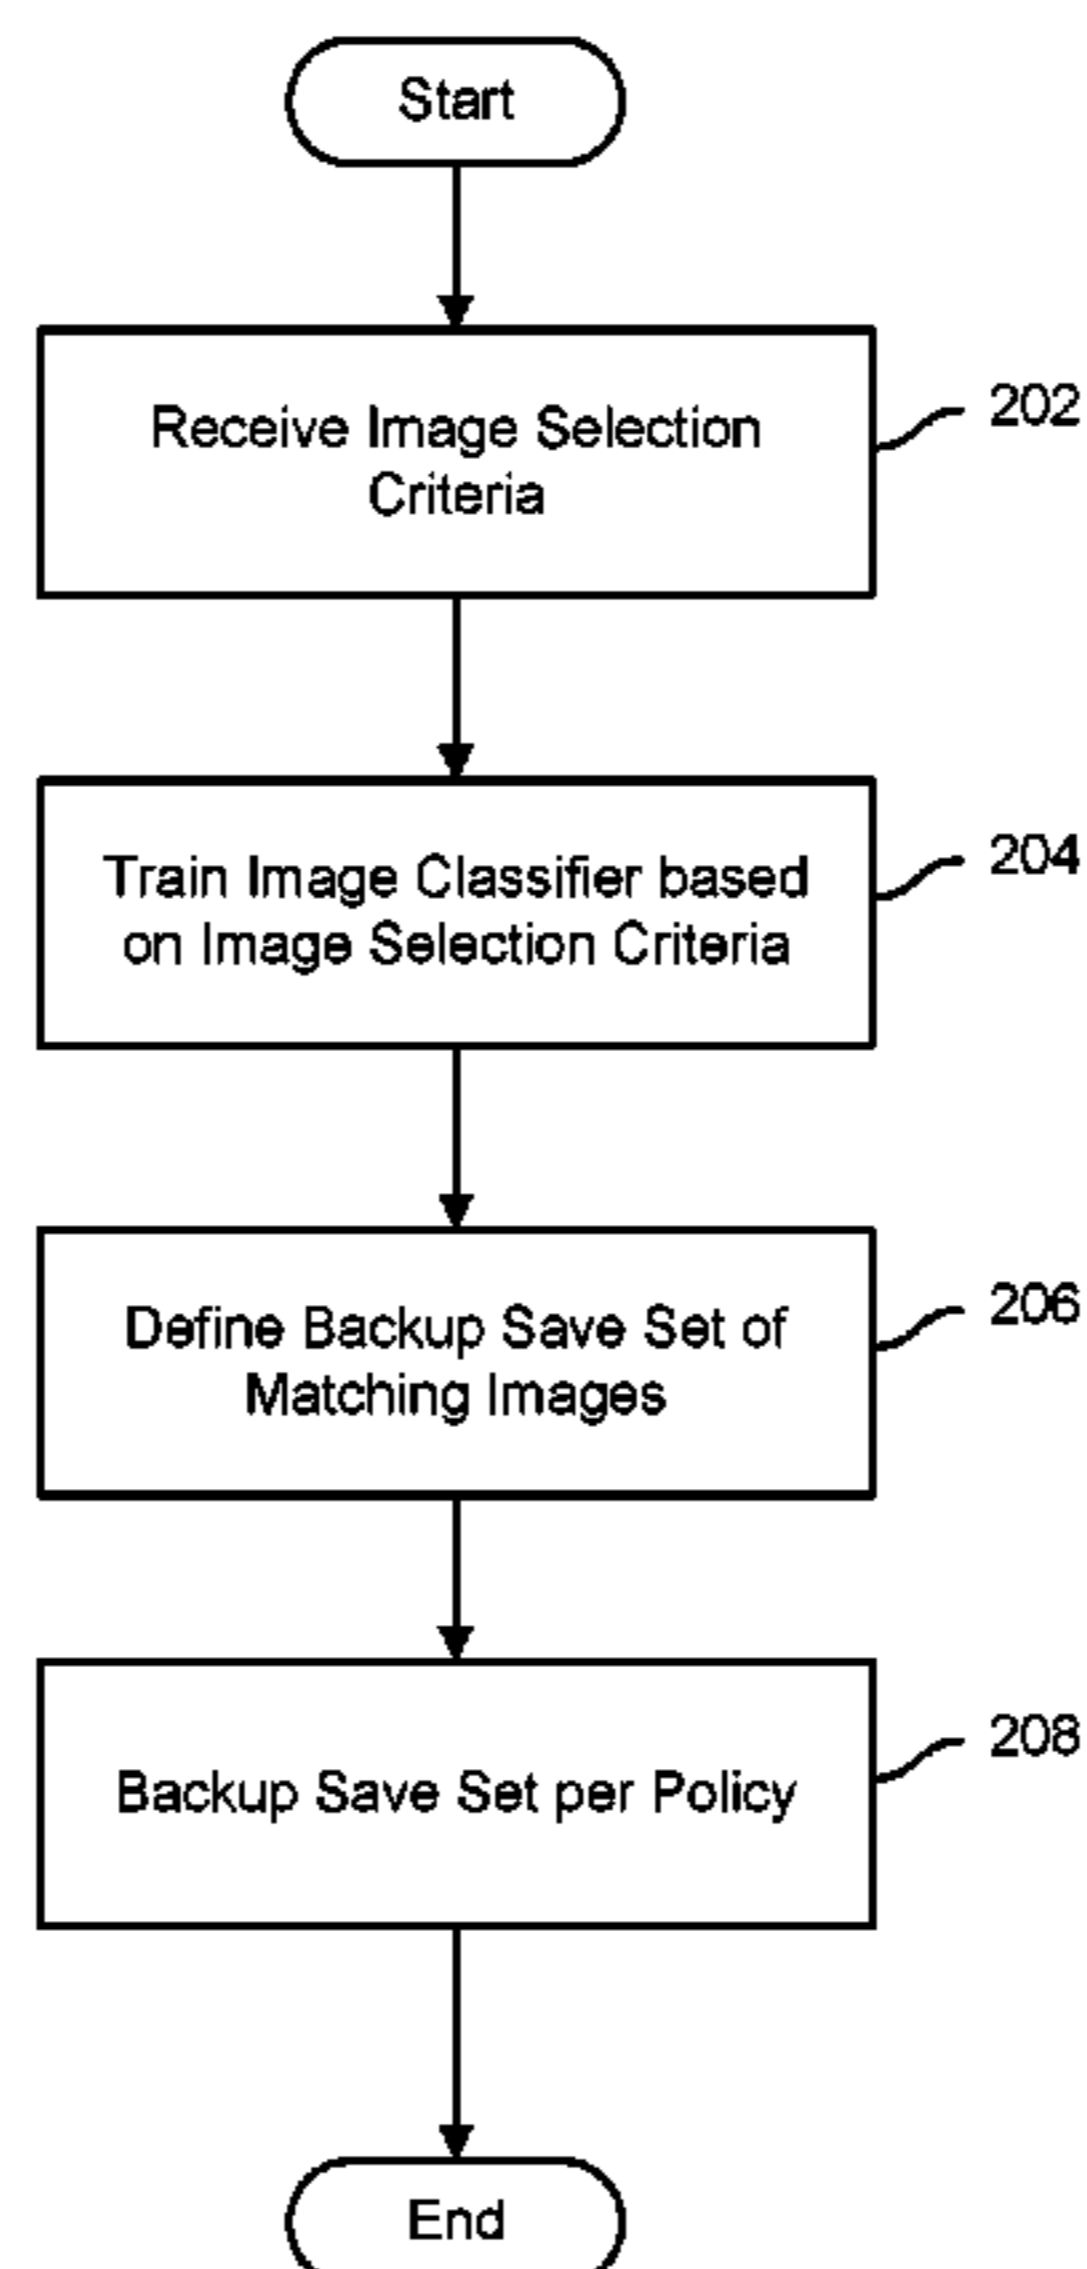 Start
Receive Image Selection
Criteria
202
Train Image Classifier based
on Image Selection Criteria
204
Define Backup Save Set of
Matching Images
206
Backup Save Set per Policy
208
End